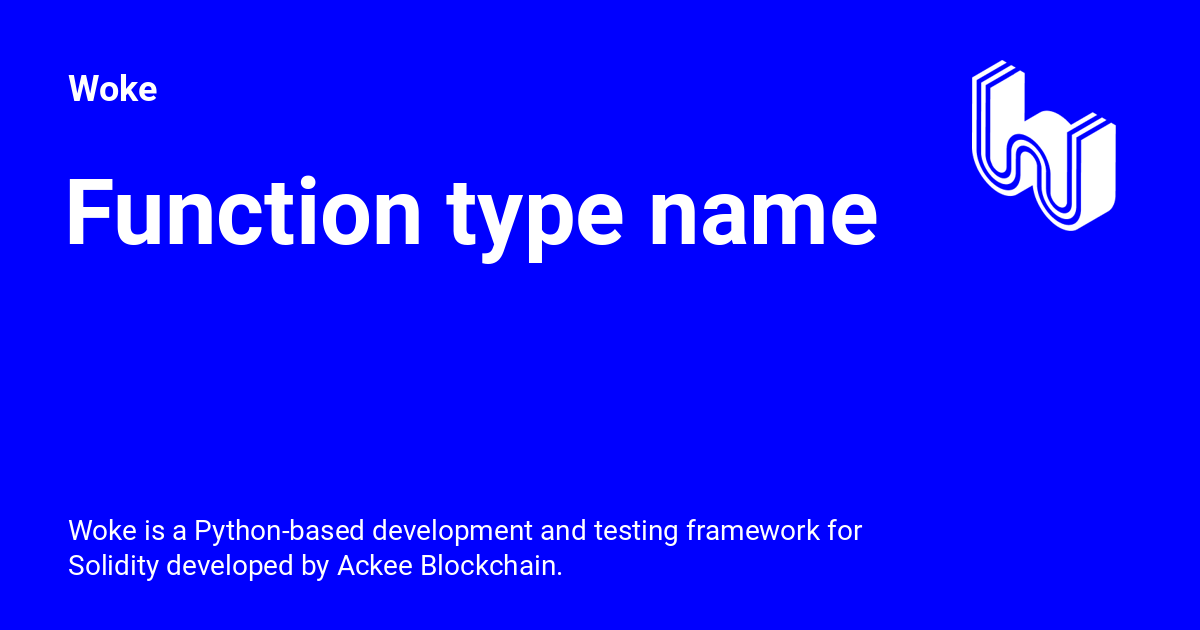 Woke
Function type name
Woke is a Python-based development and testing framework for
Solidity developed by Ackee Blockchain.